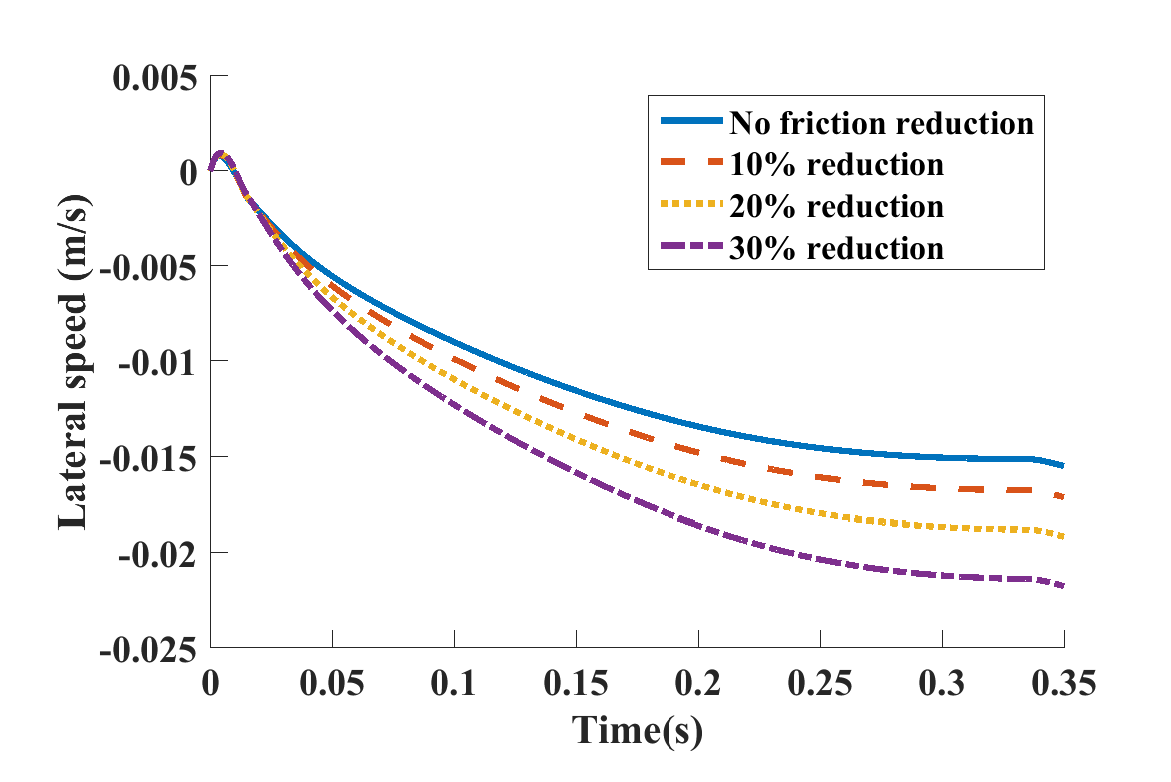 0.005
0
-0.005
-0.01
-0.015
-0.02
-0.025
Lateral speed (m/s)
No friction reduction
10% reduction
20% reduction
30% reduction
0 0.05 0.1 0.15 0.2 0.25 0.3 0.35
Time(s)